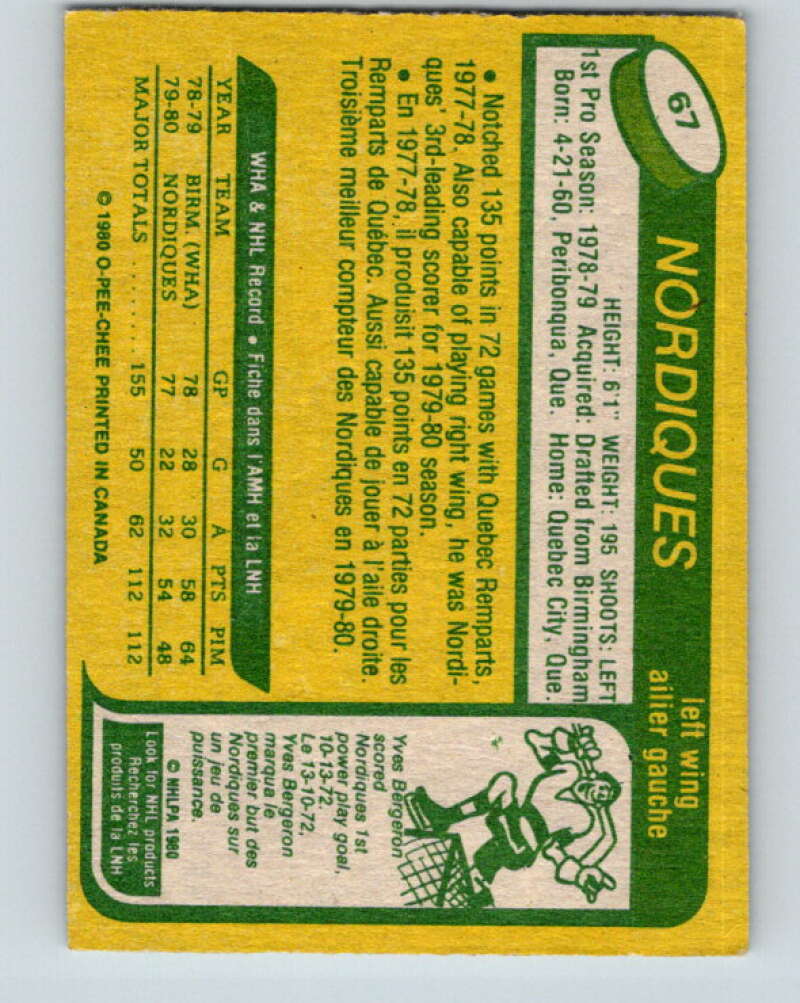 67
NORDIQUES
left wing
ailier gauche
HEIGHT: 6'1" WEIGHT: 195 SHOOTS: LEFT
1st Pro Season: 1978-79 Acquired: Drafted from Birmingham
Born: 4-21-60, Peribonqua, Que. Home: Quebec City, Que.
● Notched 135 points in 72 games with Quebec Remparts,
1977-78. Also capable of playing right wing, he was Nordi-
ques' 3rd-leading scorer for 1979-80 season.
● En 1977-78, il produisit 135 points en 72 parties pour les
Remparts de Québec. Aussi capable de jouer à l'aile droite.
Troisième meilleur compteur des Nordiques en 1979-80.
WHA & NHL Record ● Fiche dans l'AMH et la LNH
YEAR TEAM GP G A PTS PIM
78-79 BIRM. (WHA) 78 28 30 58 64
79-80 NORDIQUES 77 22 32 54 48
MAJOR TOTALS ........ 155 50 62 112 112
© 1980 O-PEE-CHEE PRINTED IN CANADA
Yves Bergeron
scored
Nordiques 1st
power play goal,
10-13-72.
Le 13-10-72,
Yves Bergeron
marqua le
premier but des
Nordiques sur
un jeu de
puissance.
© NHLPA 1980
Look for NHL products
Recherchez les
produits de la LNH